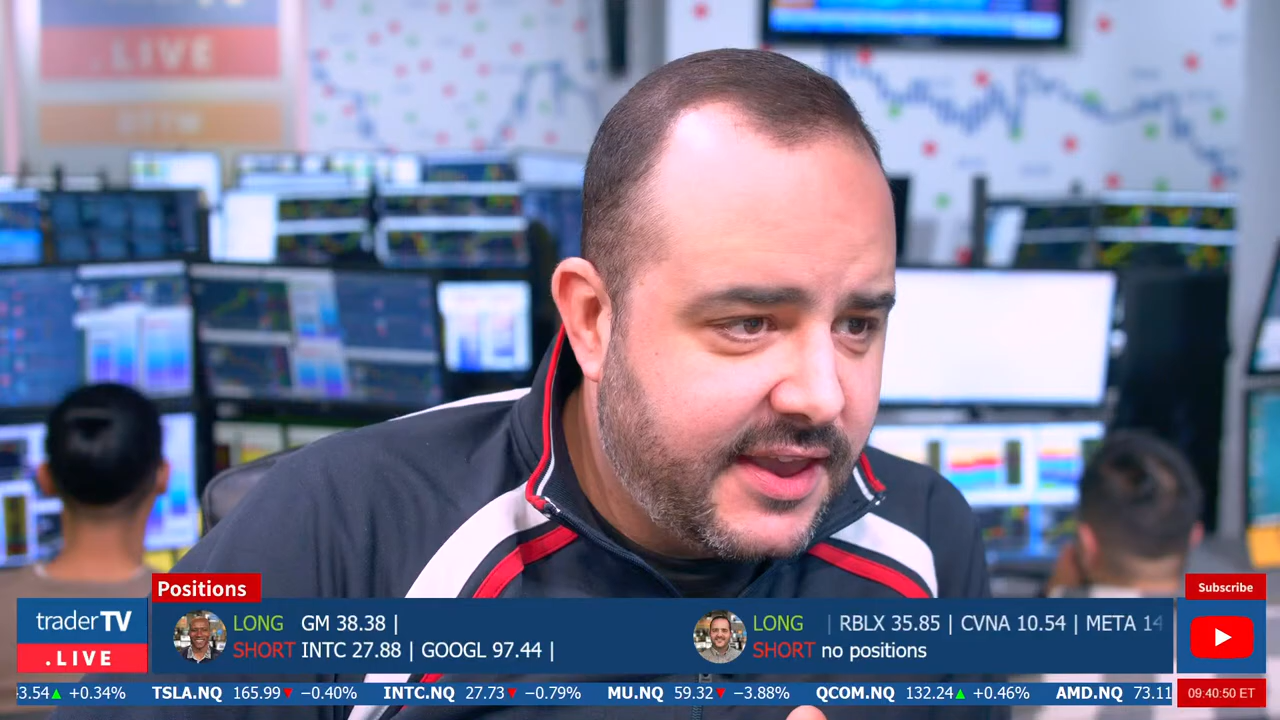 .LIVE
Positions
Subscribe
traderTV
.LIVE
LONG GM 38.38 |
SHORT INTC 27.88 | GOOGL 97.44 |
LONG | RBLX 35.85 | CVNA 10.54 | META 14
SHORT no positions
3.54▲ +0.34% TSLA.NQ 165.99▼ −0.40% INTC.NQ 27.73▼ −0.79% MU.NQ 59.32▼ −3.88% QCOM.NQ 132.24▲ +0.46% AMD.NQ 73.11
09:40:50 ET